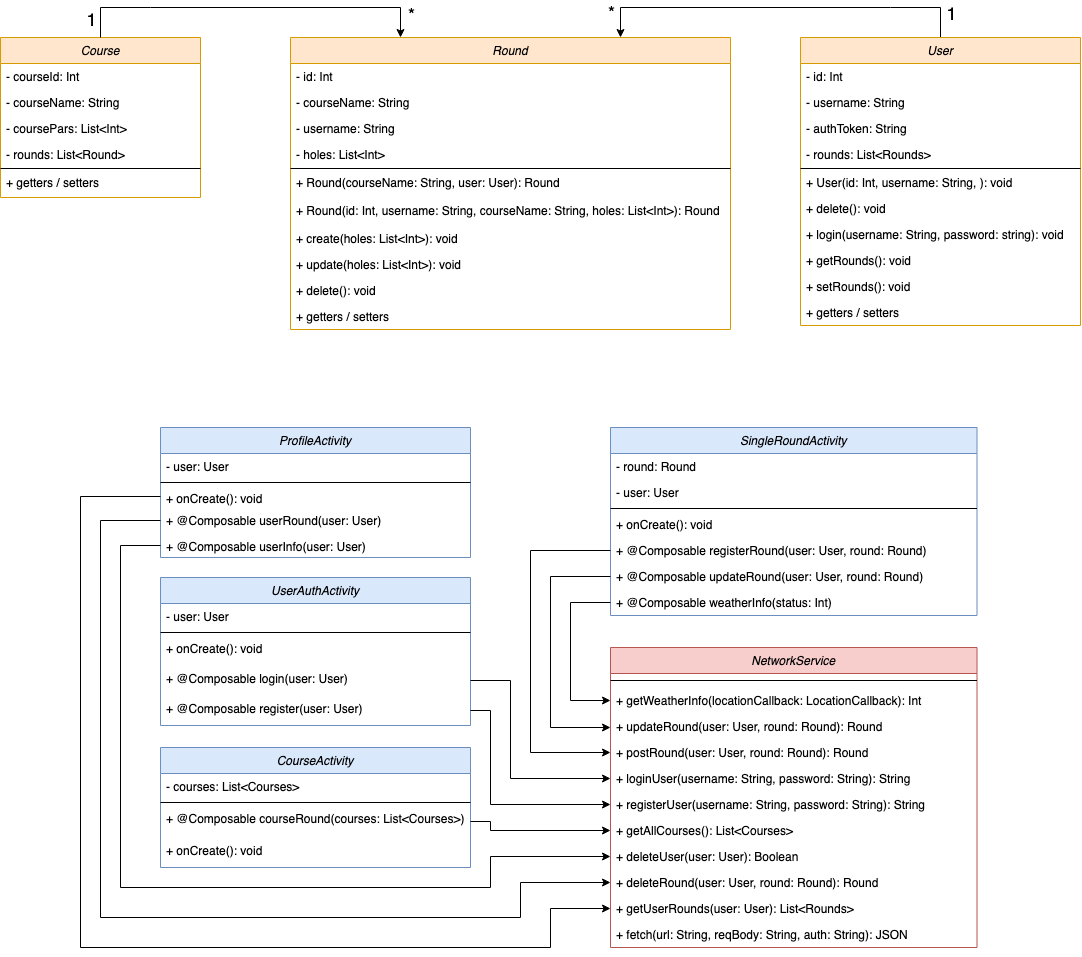 1
*
*
1
Course
- courseId: Int
- courseName: String
- coursePars: List<Int>
- rounds: List<Round>
+ getters / setters
Round
- id: Int
- courseName: String
- username: String
- holes: List<Int>
+ Round(courseName: String, user: User): Round
+ Round(id: Int, username: String, courseName: String, holes: List<Int>): Round
+ create(holes: List<Int>): void
+ update(holes: List<Int>): void
+ delete(): void
+ getters / setters
User
- id: Int
- username: String
- authToken: String
- rounds: List<Rounds>
+ User(id: Int, username: String, ): void
+ delete(): void
+ login(username: String, password: string): void
+ getRounds(): void
+ setRounds(): void
+ getters / setters
ProfileActivity
- user: User
+ onCreate(): void
+ @Composable userRound(user: User)
+ @Composable userInfo(user: User)
UserAuthActivity
- user: User
+ onCreate(): void
+ @Composable login(user: User)
+ @Composable register(user: User)
CourseActivity
- courses: List<Courses>
+ @Composable courseRound(courses: List<Courses>)
+ onCreate(): void
SingleRoundActivity
- round: Round
- user: User
+ onCreate(): void
+ @Composable registerRound(user: User, round: Round)
+ @Composable updateRound(user: User, round: Round)
+ @Composable weatherInfo(status: Int)
NetworkService
+ getWeatherInfo(locationCallback: LocationCallback): Int
+ updateRound(user: User, round: Round): Round
+ postRound(user: User, round: Round): Round
+ loginUser(username: String, password: String): String
+ registerUser(username: String, password: String): String
+ getAllCourses(): List<Courses>
+ deleteUser(user: User): Boolean
+ deleteRound(user: User, round: Round): Round
+ getUserRounds(user: User): List<Rounds>
+ fetch(url: String, reqBody: String, auth: String): JSON